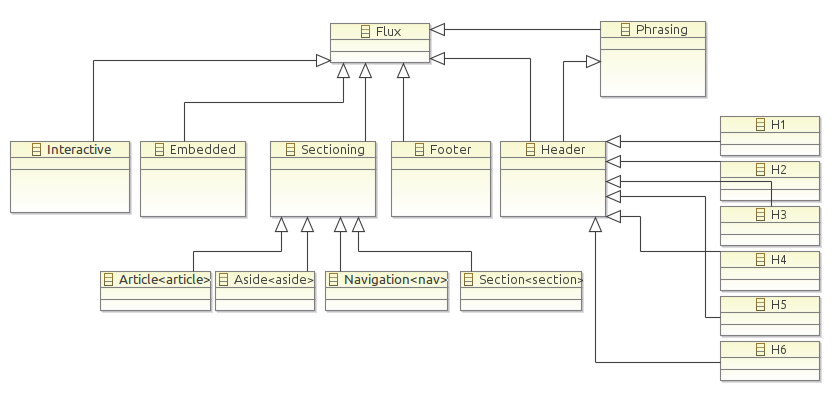 Flux
Phrasing
H1
Interactive
Embedded
Sectioning
Footer
Header
H2
H3
H4
Article<article>
Aside<aside>
Navigation<nav>
Section<section>
H5
H6